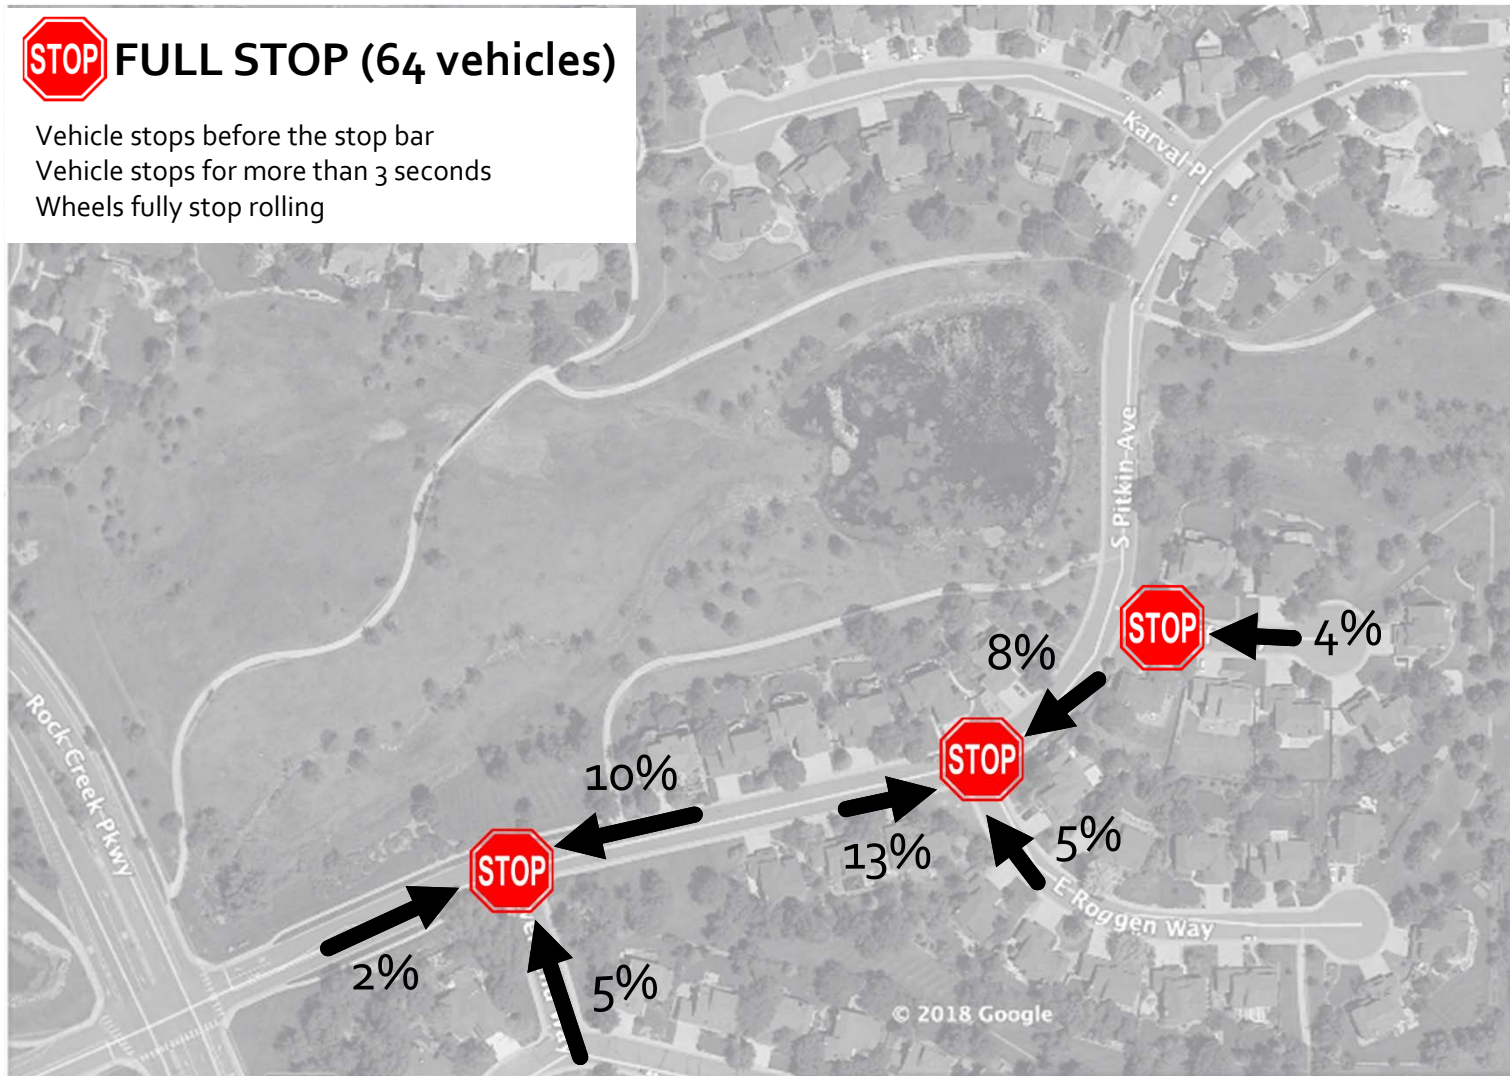 STOP FULL STOP (64 vehicles)
Vehicle stops before the stop bar
Vehicle stops for more than 3 seconds
Wheels fully stop rolling
Karval Pl
S Pitkin Ave
STOP
4%
8%
STOP
Rock Creek Pkwy
10%
13%
5%
STOP
E Roggen Way
2%
5%
Way
© 2018 Google